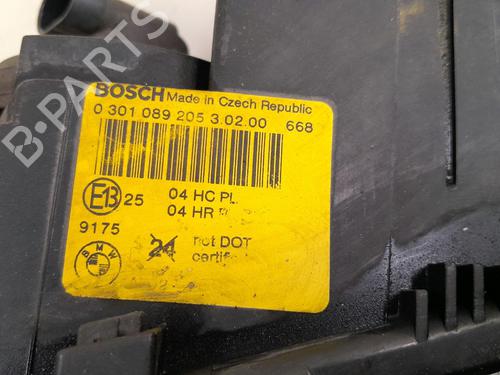 BOSCH Made in Czech Republic
0 301 089 205 3.02.00 668
E13 25 04 HC PL
04 HR
9175 24 not DOT
BMW
B-PARTS